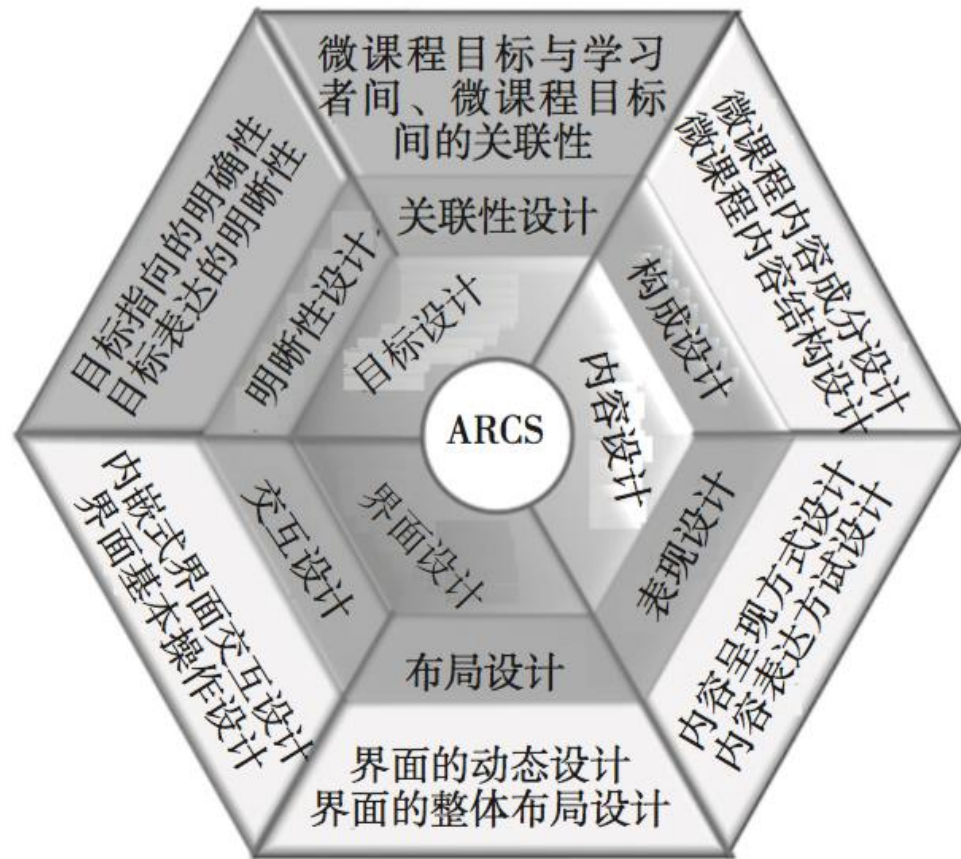 微课程目标与学习
者间、微课程目标
间的关联性
关联性设计
目标指向的明确性
目标表达的明晰性
明晰性设计
目标设计
微课程内容成分设计
微课程内容结构设计
构成设计
内容设计
ARCS
内嵌式界面交互设计
界面基本操作设计
交互设计
界面设计
表现设计
内容呈现方式设计
内容表达方试设计
布局设计
界面的动态设计
界面的整体布局设计